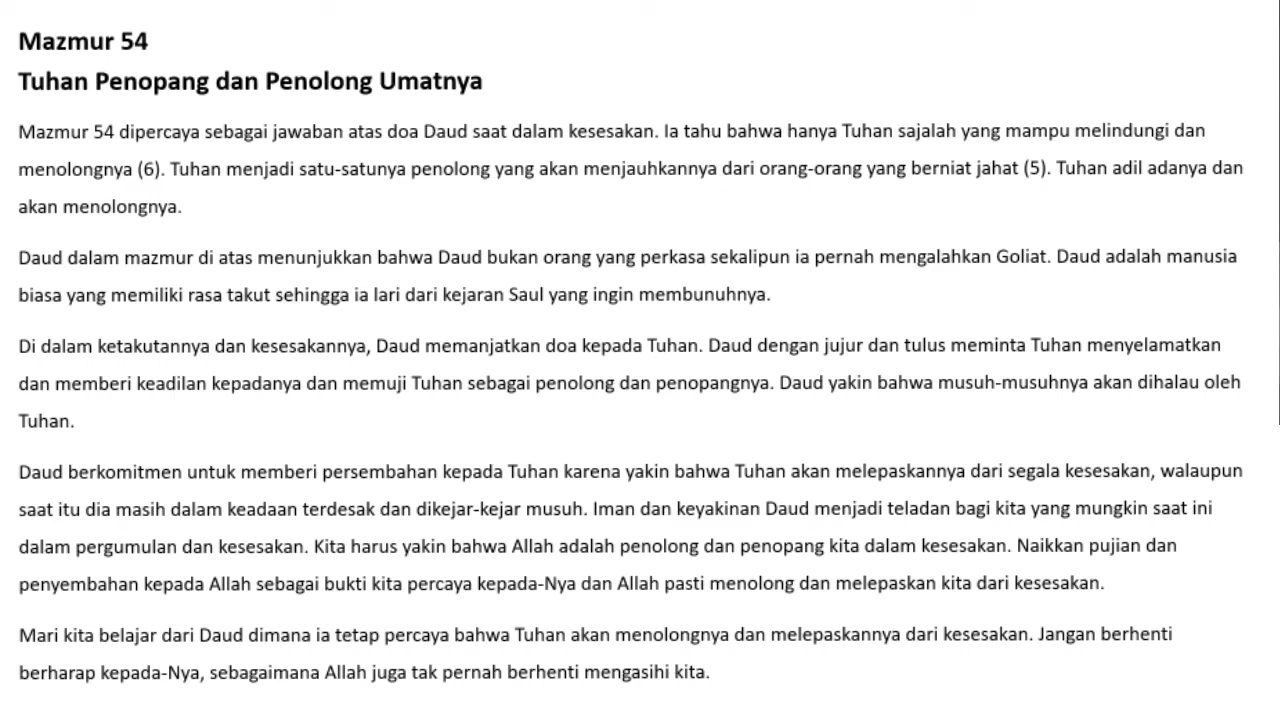 Mazmur 54
Tuhan Penopang dan Penolong Umatnya
Mazmur 54 dipercaya sebagai jawaban atas doa Daud saat dalam kesesakan. Ia tahu bahwa hanya Tuhan sajalah yang mampu melindungi dan
menolongnya (6). Tuhan menjadi satu-satunya penolong yang akan menjauhkannya dari orang-orang yang berniat jahat (5). Tuhan adil adanya dan
akan menolongnya.
Daud dalam mazmur di atas menunjukkan bahwa Daud bukan orang yang perkasa sekalipun ia pernah mengalahkan Goliat. Daud adalah manusia
biasa yang memiliki rasa takut sehingga ia lari dari kejaran Saul yang ingin membunuhnya.
Di dalam ketakutannya dan kesesakannya, Daud memanjatkan doa kepada Tuhan. Daud dengan jujur dan tulus meminta Tuhan menyelamatkan
dan memberi keadilan kepadanya dan memuji Tuhan sebagai penolong dan penopangnya. Daud yakin bahwa musuh-musuhnya akan dihalau oleh
Tuhan.
Daud berkomitmen untuk memberi persembahan kepada Tuhan karena yakin bahwa Tuhan akan melepaskannya dari segala kesesakan, walaupun
saat itu dia masih dalam keadaan terdesak dan dikejar-kejar musuh. Iman dan keyakinan Daud menjadi teladan bagi kita yang mungkin saat ini
dalam pergumulan dan kesesakan. Kita harus yakin bahwa Allah adalah penolong dan penopang kita dalam kesesakan. Naikkan pujian dan
penyembahan kepada Allah sebagai bukti kita percaya kepada-Nya dan Allah pasti menolong dan melepaskan kita dari kesesakan.
Mari kita belajar dari Daud dimana ia tetap percaya bahwa Tuhan akan menolongnya dan melepaskannya dari kesesakan. Jangan berhenti
berharap kepada-Nya, sebagaimana Allah juga tak pernah berhenti mengasihi kita.